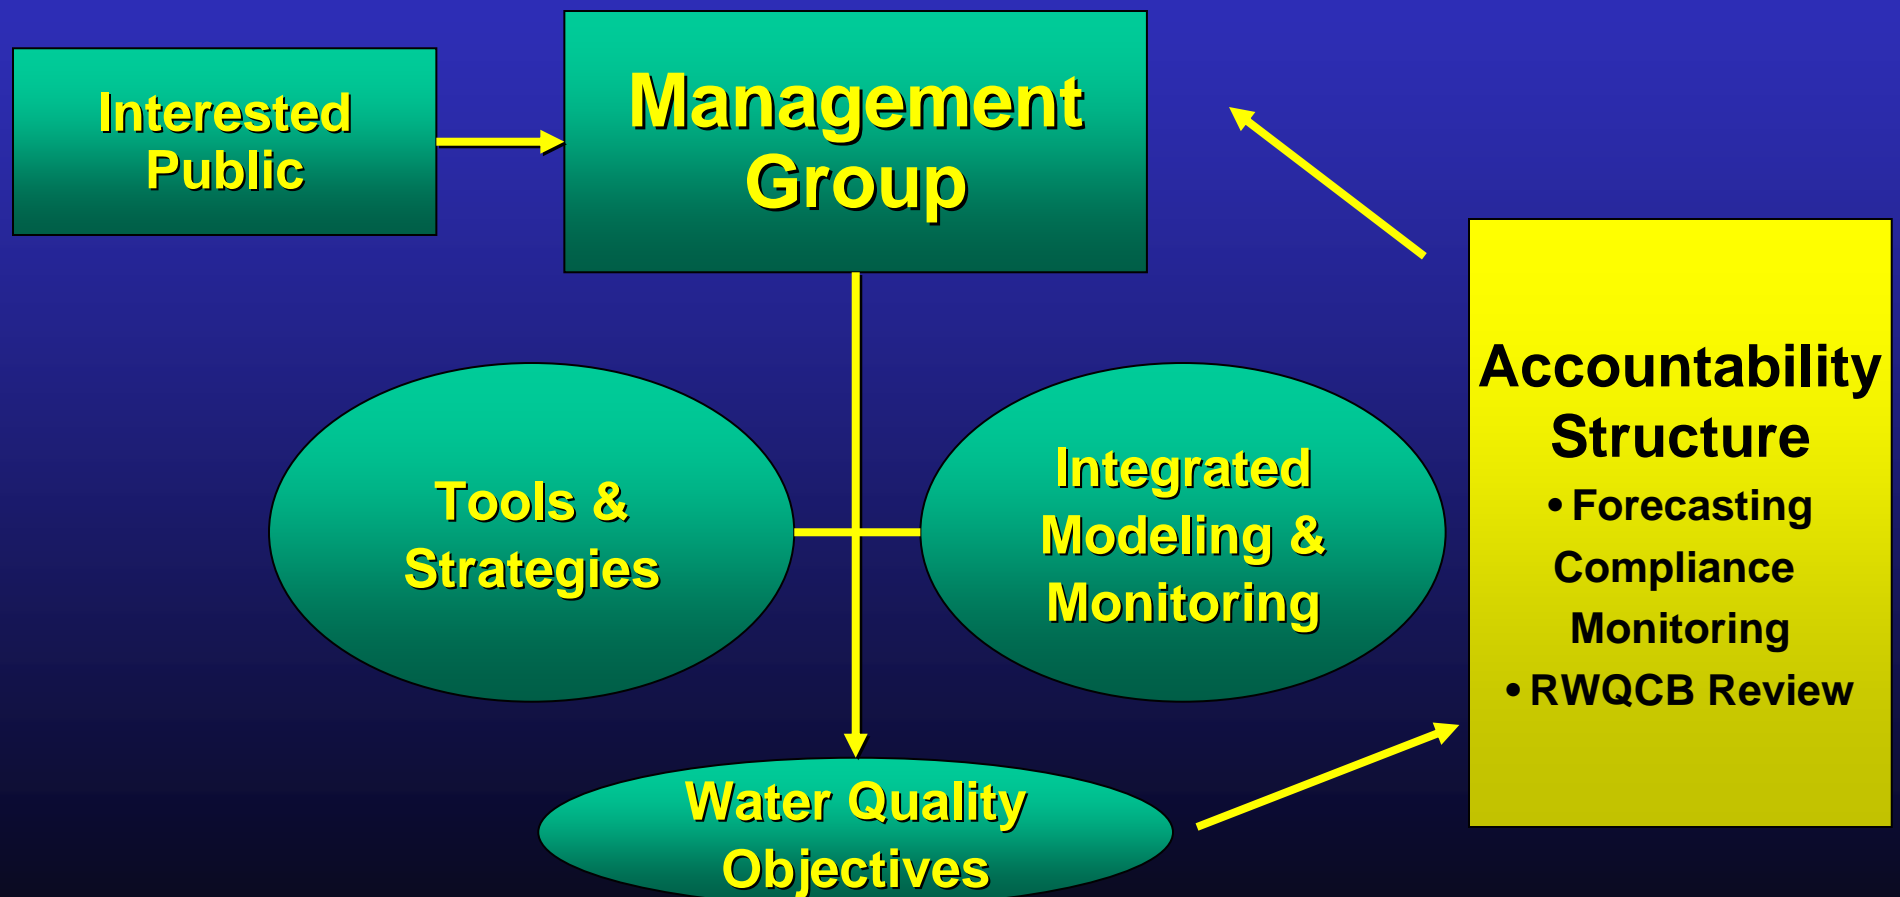 Interested
Public
Management
Group
Tools &
Strategies
Integrated
Modeling &
Monitoring
Water Quality
Objectives
Accountability
Structure
• Forecasting
Compliance
Monitoring
• RWQCB Review